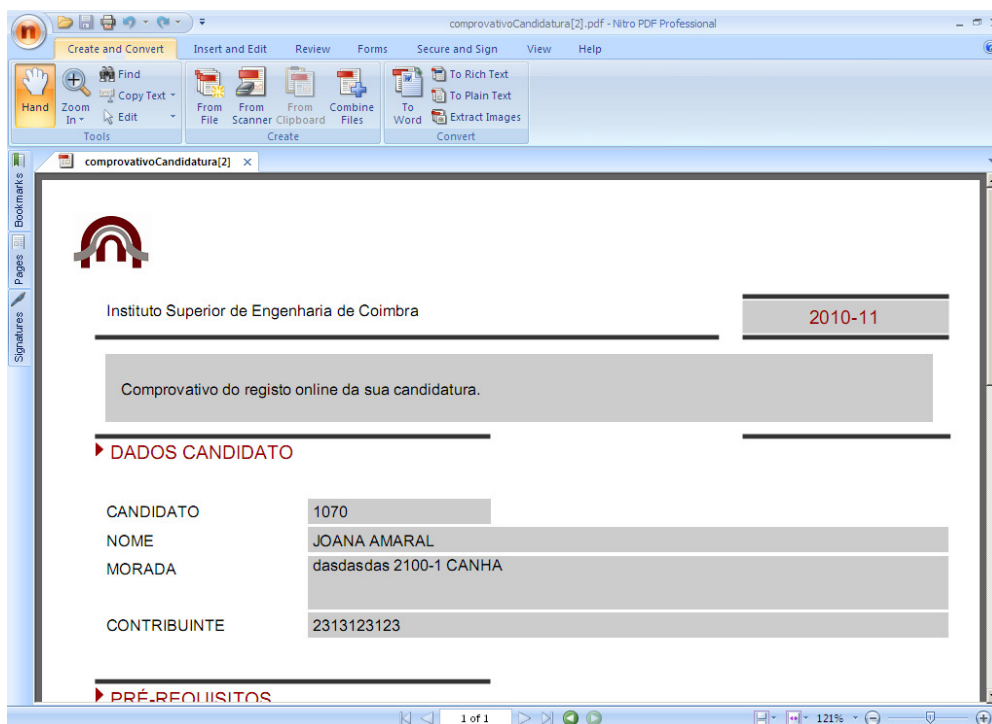 comprovativoCandidatura[2].pdf - Nitro PDF Professional
Create and Convert Insert and Edit Review Forms Secure and Sign View Help
Hand
Zoom In
Find
Copy Text
Edit
Tools
From File
From Scanner
From Clipboard
Combine Files
Create
To Word
To Rich Text
To Plain Text
Extract Images
Convert
comprovativoCandidatura[2]
Bookmarks
Pages
Signatures
Instituto Superior de Engenharia de Coimbra
2010-11
Comprovativo do registo online da sua candidatura.
DADOS CANDIDATO
CANDIDATO 1070
NOME JOANA AMARAL
MORADA dasdasdas 2100-1 CANHA
CONTRIBUINTE 2313123123
PRÉ-REQUISITOS
1 of 1
121%